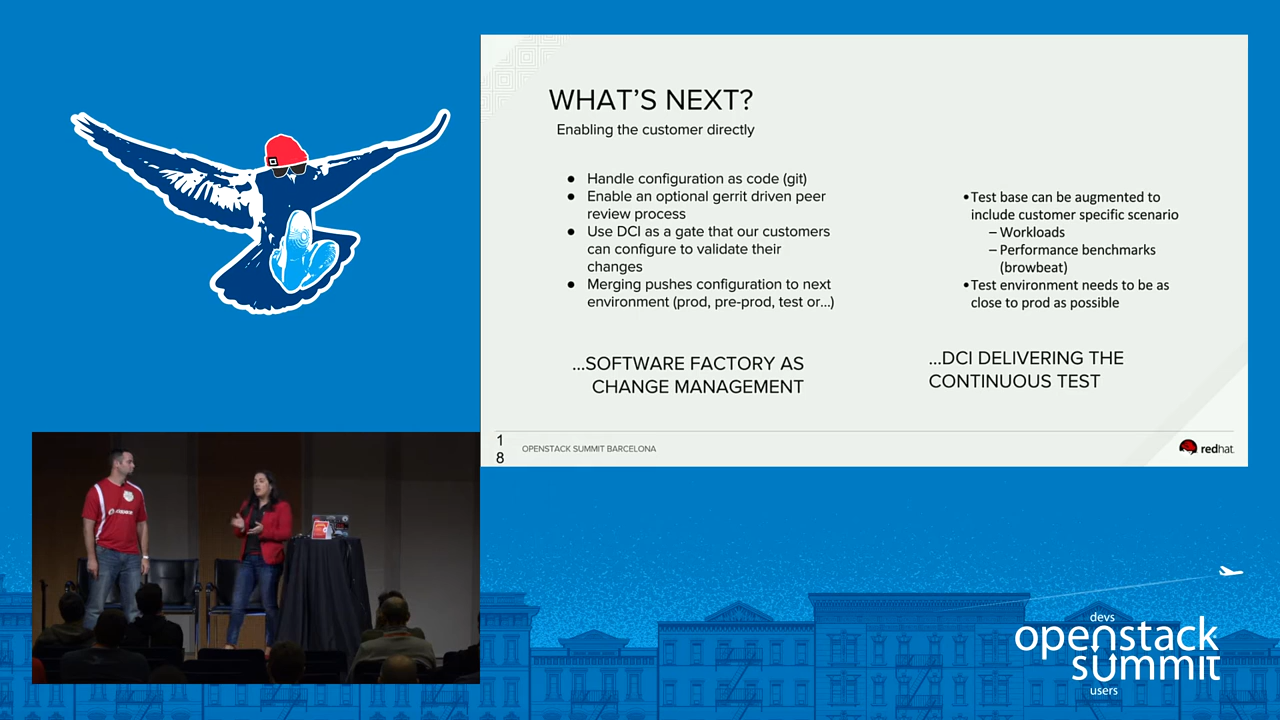 WHAT'S NEXT?
Enabling the customer directly
● Handle configuration as code (git)
● Enable an optional gerrit driven peer
review process
● Use DCI as a gate that our customers
can configure to validate their
changes
● Merging pushes configuration to next
environment (prod, pre-prod, test or...)
...SOFTWARE FACTORY AS
CHANGE MANAGEMENT
•Test base can be augmented to
include customer specific scenario
– Workloads
– Performance benchmarks
(browbeat)
•Test environment needs to be as
close to prod as possible
...DCI DELIVERING THE
CONTINUOUS TEST
1
8
OPENSTACK SUMMIT BARCELONA
redhat.
devs
openstack
summit
users